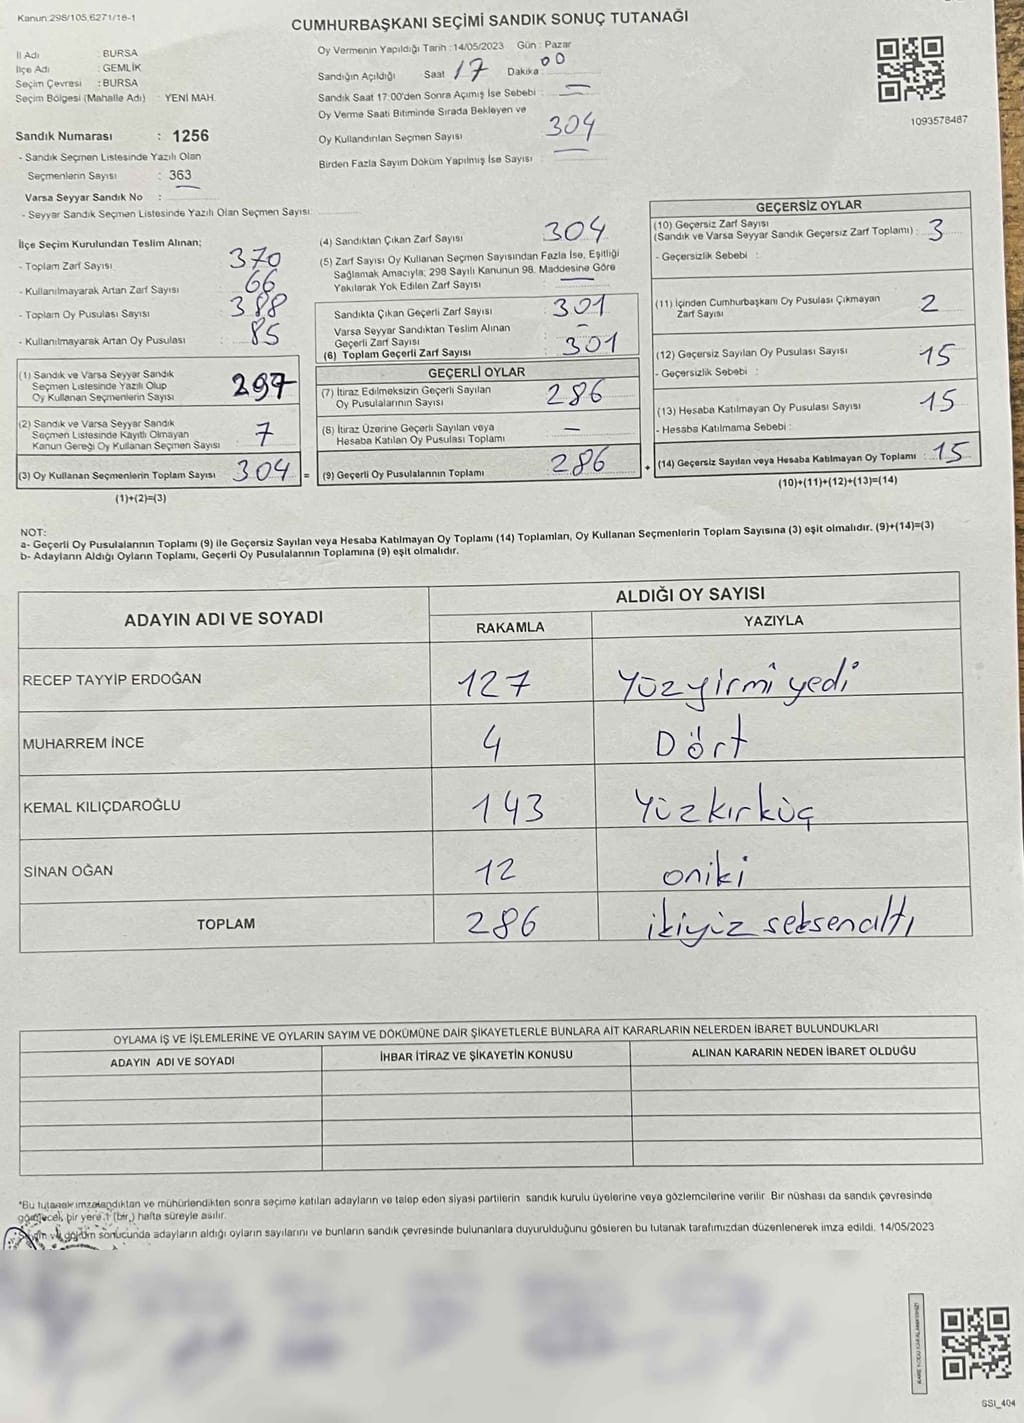 Kanun:298/105,6271/18-1
CUMHURBAŞKANI SEÇİMİ SANDIK SONUÇ TUTANAĞI
İl Adı : BURSA
İlçe Adı : GEMLİK
Seçim Çevresi : BURSA
Seçim Bölgesi (Mahalle Adı) : YENİ MAH.
Sandık Numarası : 1256
- Sandık Seçmen Listesinde Yazılı Olan
Seçmenlerin Sayısı : 363
Varsa Seyyar Sandık No :
- Seyyar Sandık Seçmen Listesinde Yazılı Olan Seçmen Sayısı:
Oy Vermenin Yapıldığı Tarih :14/05/2023 Gün : Pazar
Sandığın Açıldığı Saat 17 Dakika : 00
Sandık Saat 17:00'den Sonra Açımış İse Sebebi : —
Oy Verme Saati Bitiminde Sırada Bekleyen ve
Oy Kullandırılan Seçmen Sayısı : 304
Birden Fazla Sayım Döküm Yapılmış İse Sayısı : —
1093578487
İlçe Seçim Kurulundan Teslim Alınan;
- Toplam Zarf Sayısı : 370
- Kullanılmayarak Artan Zarf Sayısı : 66
- Toplam Oy Pusulası Sayısı : 388
- Kullanılmayarak Artan Oy Pusulası : 85
(1) Sandık ve Varsa Seyyar Sandık
Seçmen Listesinde Yazılı Olup
Oy Kullanan Seçmenlerin Sayısı : 297
(2) Sandık ve Varsa Seyyar Sandık
Seçmen Listesinde Kayıtlı Olmayan
Kanun Gereği Oy Kullanan Seçmen Sayısı : 7
(3) Oy Kullanan Seçmenlerin Toplam Sayısı : 304 =
(1)+(2)=(3)
(4) Sandıktan Çıkan Zarf Sayısı : 304
(5) Zarf Sayısı Oy Kullanan Seçmen Sayısından Fazla İse, Eşitliği
Sağlamak Amacıyla; 298 Sayılı Kanunun 98. Maddesine Göre
Yakılarak Yok Edilen Zarf Sayısı : —
Sandıkta Çıkan Geçerli Zarf Sayısı : 301
Varsa Seyyar Sandıktan Teslim Alınan
Geçerli Zarf Sayısı : —
(6) Toplam Geçerli Zarf Sayısı : 301
GEÇERLİ OYLAR
(7) İtiraz Edilmeksizin Geçerli Sayılan
Oy Pusulalarının Sayısı : 286
(8) İtiraz Üzerine Geçerli Sayılan veya
Hesaba Katılan Oy Pusulası Toplamı : —
(9) Geçerli Oy Pusulalarının Toplamı : 286 +
GEÇERSİZ OYLAR
(10) Geçersiz Zarf Sayısı
(Sandık ve Varsa Seyyar Sandık Geçersiz Zarf Toplamı) : 3
- Geçersizlik Sebebi :
(11) İçinden Cumhurbaşkanı Oy Pusulası Çıkmayan
Zarf Sayısı : 2
(12) Geçersiz Sayılan Oy Pusulası Sayısı : 15
- Geçersizlik Sebebi :
(13) Hesaba Katılmayan Oy Pusulası Sayısı : 15
- Hesaba Katılmama Sebebi :
(14) Geçersiz Sayılan veya Hesaba Katılmayan Oy Toplamı : 15
(10)+(11)+(12)+(13)=(14)
NOT:
a- Geçerli Oy Pusulalarının Toplamı (9) ile Geçersiz Sayılan veya Hesaba Katılmayan Oy Toplamı (14) Toplamları, Oy Kullanan Seçmenlerin Toplam Sayısına (3) eşit olmalıdır. (9)+(14)=(3)
b- Adayların Aldığı Oyların Toplamı, Geçerli Oy Pusulalarının Toplamına (9) eşit olmalıdır.
ADAYIN ADI VE SOYADI ALDIĞI OY SAYISI
RAKAMLA YAZIYLA
RECEP TAYYİP ERDOĞAN 127 Yüzyirmiyedi
MUHARREM İNCE 4 Dört
KEMAL KILIÇDAROĞLU 143 Yüzkırküç
SİNAN OĞAN 12 oniki
TOPLAM 286 ikiyüz seksenaltı
OYLAMA İŞ VE İŞLEMLERİNE VE OYLARIN SAYIM VE DÖKÜMÜNE DAİR ŞİKAYETLERLE BUNLARA AİT KARARLARIN NELERDEN İBARET BULUNDUKLARI
ADAYIN ADI VE SOYADI İHBAR İTİRAZ VE ŞİKAYETİN KONUSU ALINAN KARARIN NEDEN İBARET OLDUĞU
*Bu tutanak imzalandıktan ve mühürlendikten sonra seçime katılan adayların ve talep eden siyasi partilerin sandık kurulu üyelerine veya gözlemcilerine verilir. Bir nüshası da sandık çevresinde
görülecek bir yere 1 (bir ) hafta süreyle asılır.
Sayım ve döküm sonucunda adayların aldığı oyların sayılarını ve bunların sandık çevresinde bulunanlara duyurulduğunu gösteren bu tutanak tarafımızdan düzenlenerek imza edildi. 14/05/2023
SSI_404